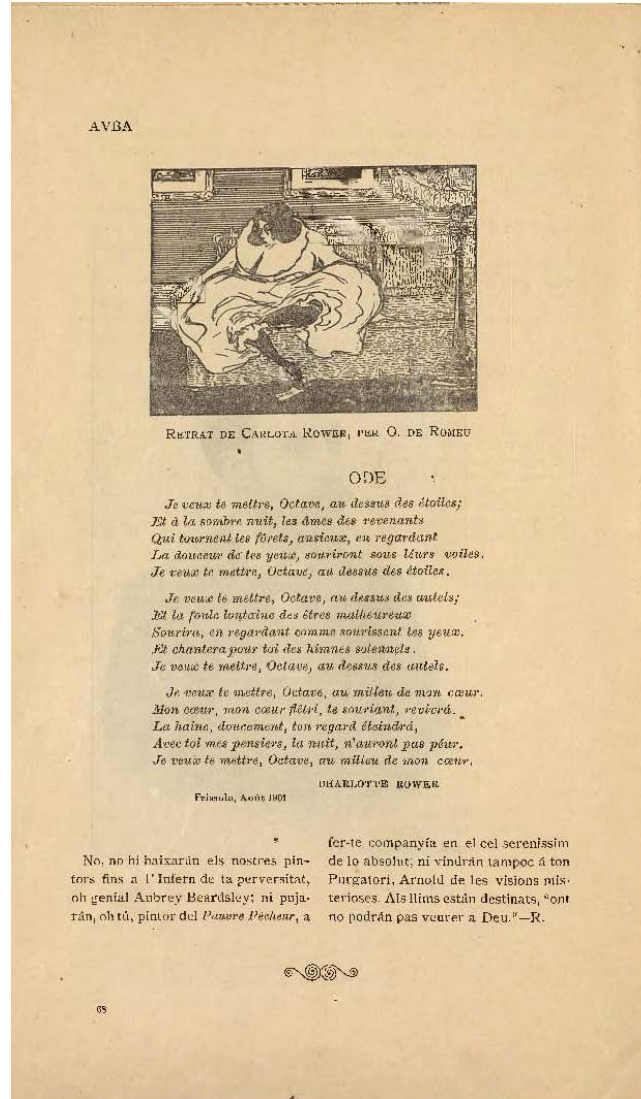 AVBA
RETRAT DE CARLOTA ROWER, PER O. DE ROMEU
ODE
Je veux te mettre, Octave, au dessus des étoiles;
Et à la sombre nuit, les âmes des revenants
Qui tournent les fôrets, ansieux, en regardant
La douceur de tes yeux, souriront sous léurs voiles.
Je veux te mettre, Octave, au dessus des étoiles.
Je veux te mettre, Octave, au dessus des autels;
Et la foule lontaine des êtres malheureux
Sourira, en regardant comme sourissent tes yeux.
Et chantera pour toi des himnes solennels.
Je veux te mettre, Octave, au dessus des autels.
Je veux te mettre, Octave, au milieu de mon cœur.
Mon cœur, mon cœur flêtri, te souriant, revivrá.
La haine, doucement, ton regard éteindrá,
Avec toi mes pensiers, la nuit, n'auront pas péur.
Je veux te mettre, Octave, au milieu de mon cœur.
CHARLOTTE ROWER
Août 1901
No, no hi baixarán els nostres pin-
tors fins a l'Infern de ta perversitat,
oh genial Aubrey Beardsley; ni puja-
rán, oh tú, pintor del Pauvre Pêcheur, a
fer-te companyía en el cel serenissim
de lo absolut; ni vindrán tampoc á ton
Purgatori, Arnold de les visions mis-
terioses. Als llims están destinats, "ont
no podrán pas veurer a Deu."—R.
68